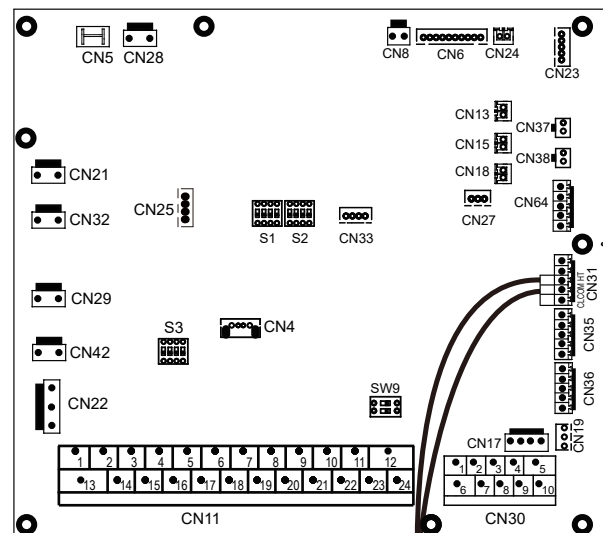 CN5
CN28
CN8
CN6
CN24
CN23
CN13
CN37
CN15
CN38
CN18
CN21
CN25
CN32
S1
S2
CN33
CN27
CN64
CL COM HT
CN31
CN29
CN4
S3
CN35
CN42
CN22
SW9
CN36
CN17
CN19
1 2 3 4 5 6 7 8 9 10 11 12
13 14 15 16 17 18 19 20 21 22 23 24
CN11
1 2 3 4 5
6 7 8 9 10
CN30